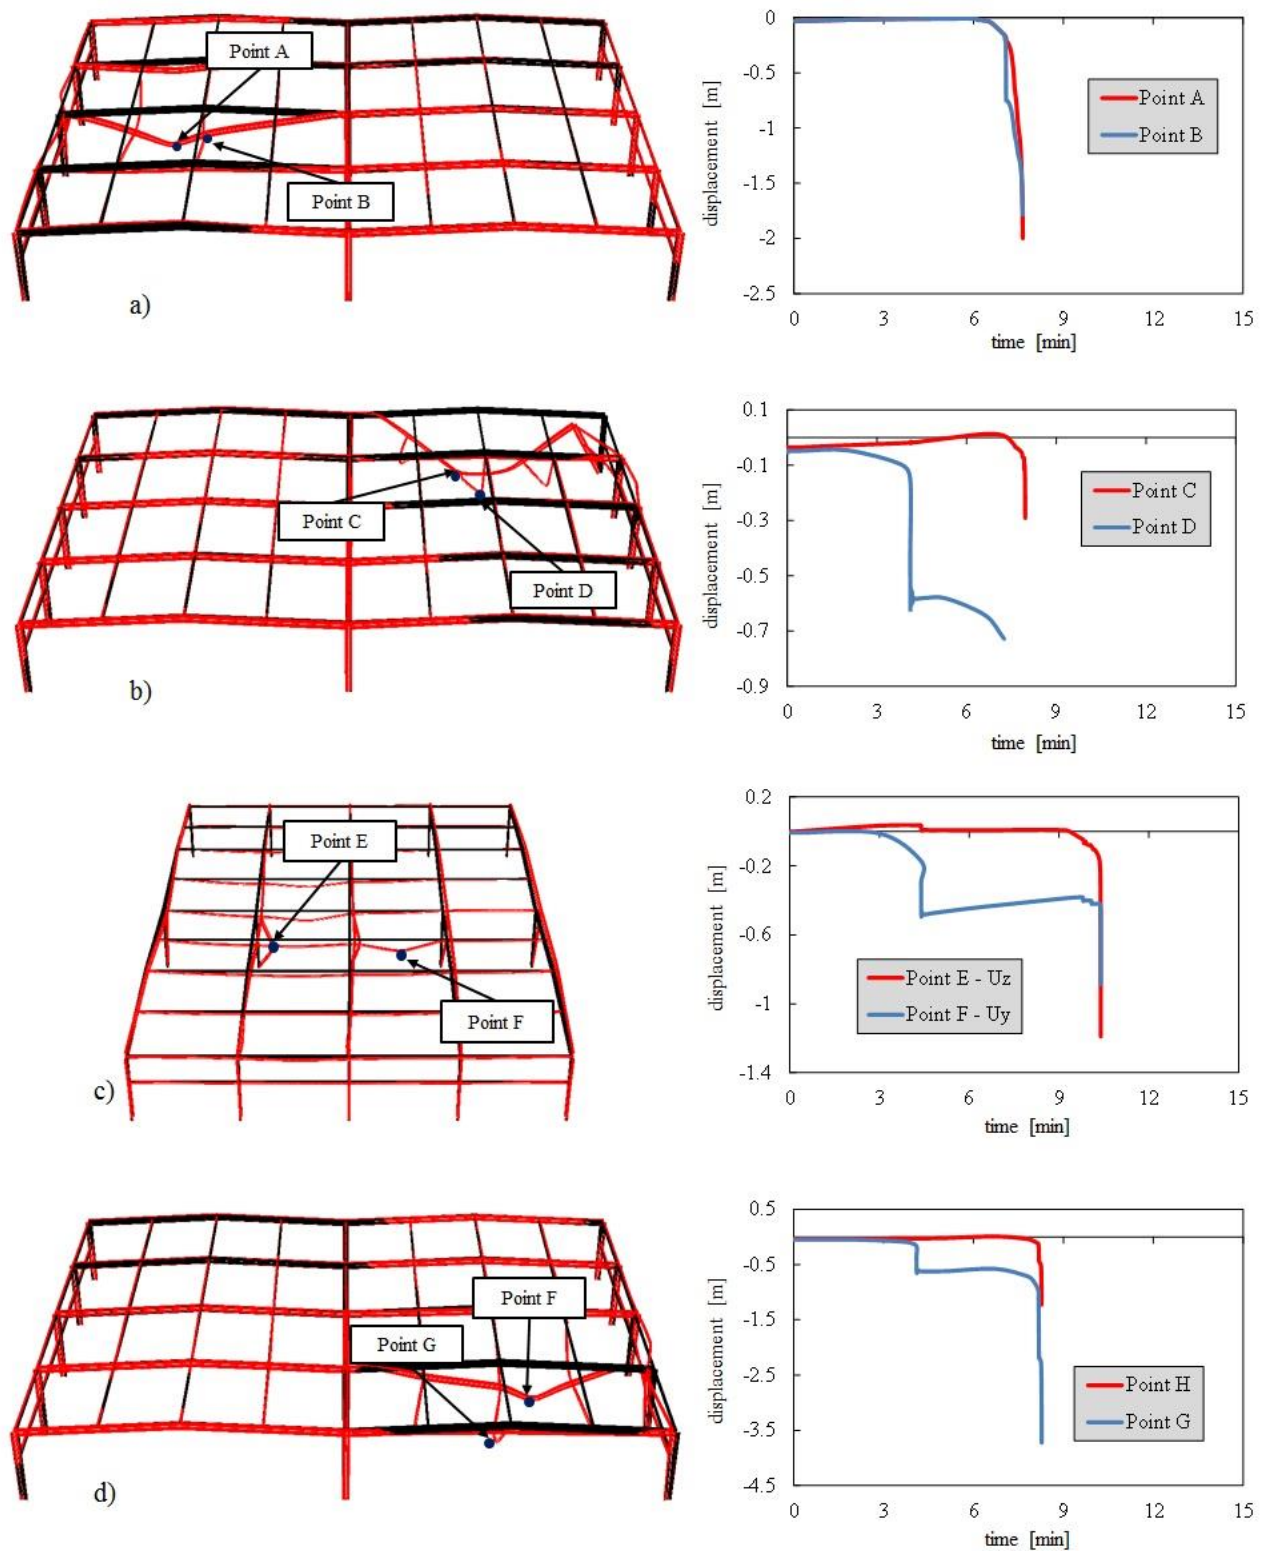 Point A
Point B
a)
0
-0.5
-1
-1.5
-2
-2.5
displacement [m]
Point A
Point B
0 3 6 9 12 15
time [min]
Point C
Point D
b)
0.1
-0.1
-0.3
-0.5
-0.7
-0.9
displacement [m]
Point C
Point D
0 3 6 9 12 15
time [min]
Point E
Point F
c)
0.2
-0.2
-0.6
-1
-1.4
displacement [m]
Point E - Uz
Point F - Uy
0 3 6 9 12 15
time [min]
Point F
Point G
d)
0.5
-0.5
-1.5
-2.5
-3.5
-4.5
displacement [m]
Point H
Point G
0 3 6 9 12 15
time [min]